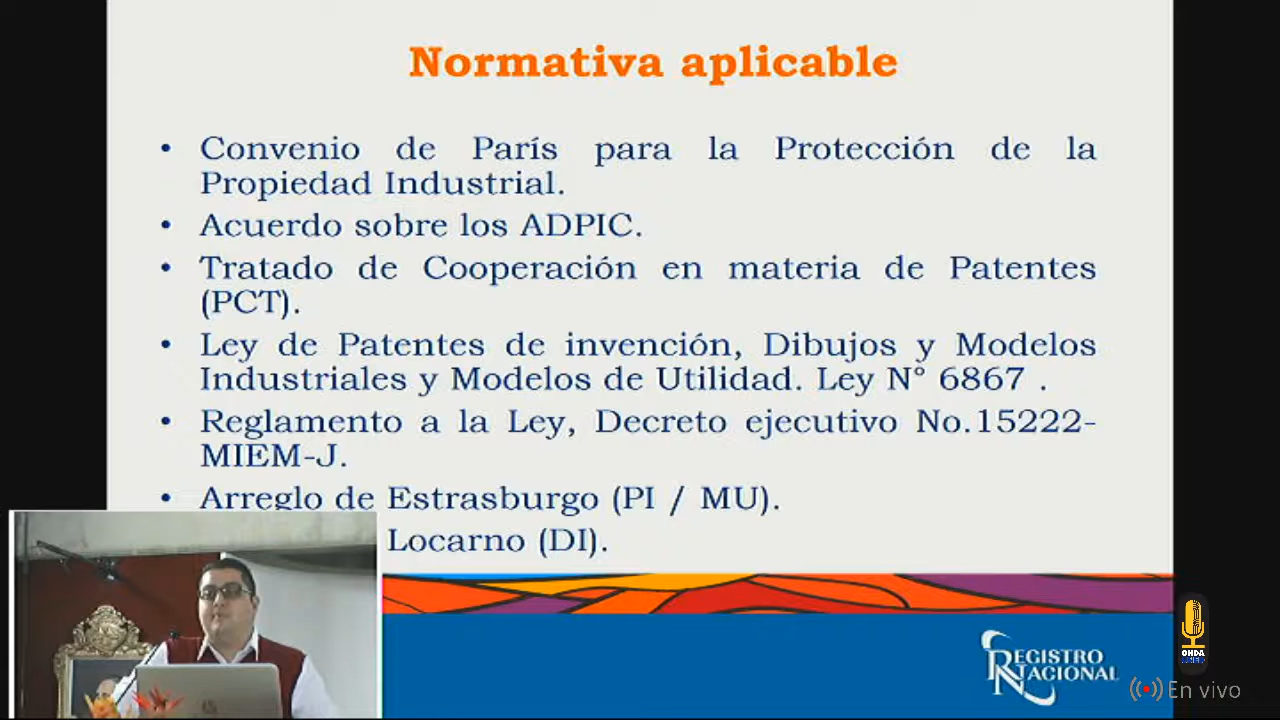 Normativa aplicable
• Convenio de París para la Protección de la
Propiedad Industrial.
• Acuerdo sobre los ADPIC.
• Tratado de Cooperación en materia de Patentes
(PCT).
• Ley de Patentes de invención, Dibujos y Modelos
Industriales y Modelos de Utilidad. Ley N° 6867 .
• Reglamento a la Ley, Decreto ejecutivo No.15222-
MIEM-J.
• Arreglo de Estrasburgo (PI / MU).
Locarno (DI).
REGISTRO
NACIONAL
ONDA
UNED
En vivo